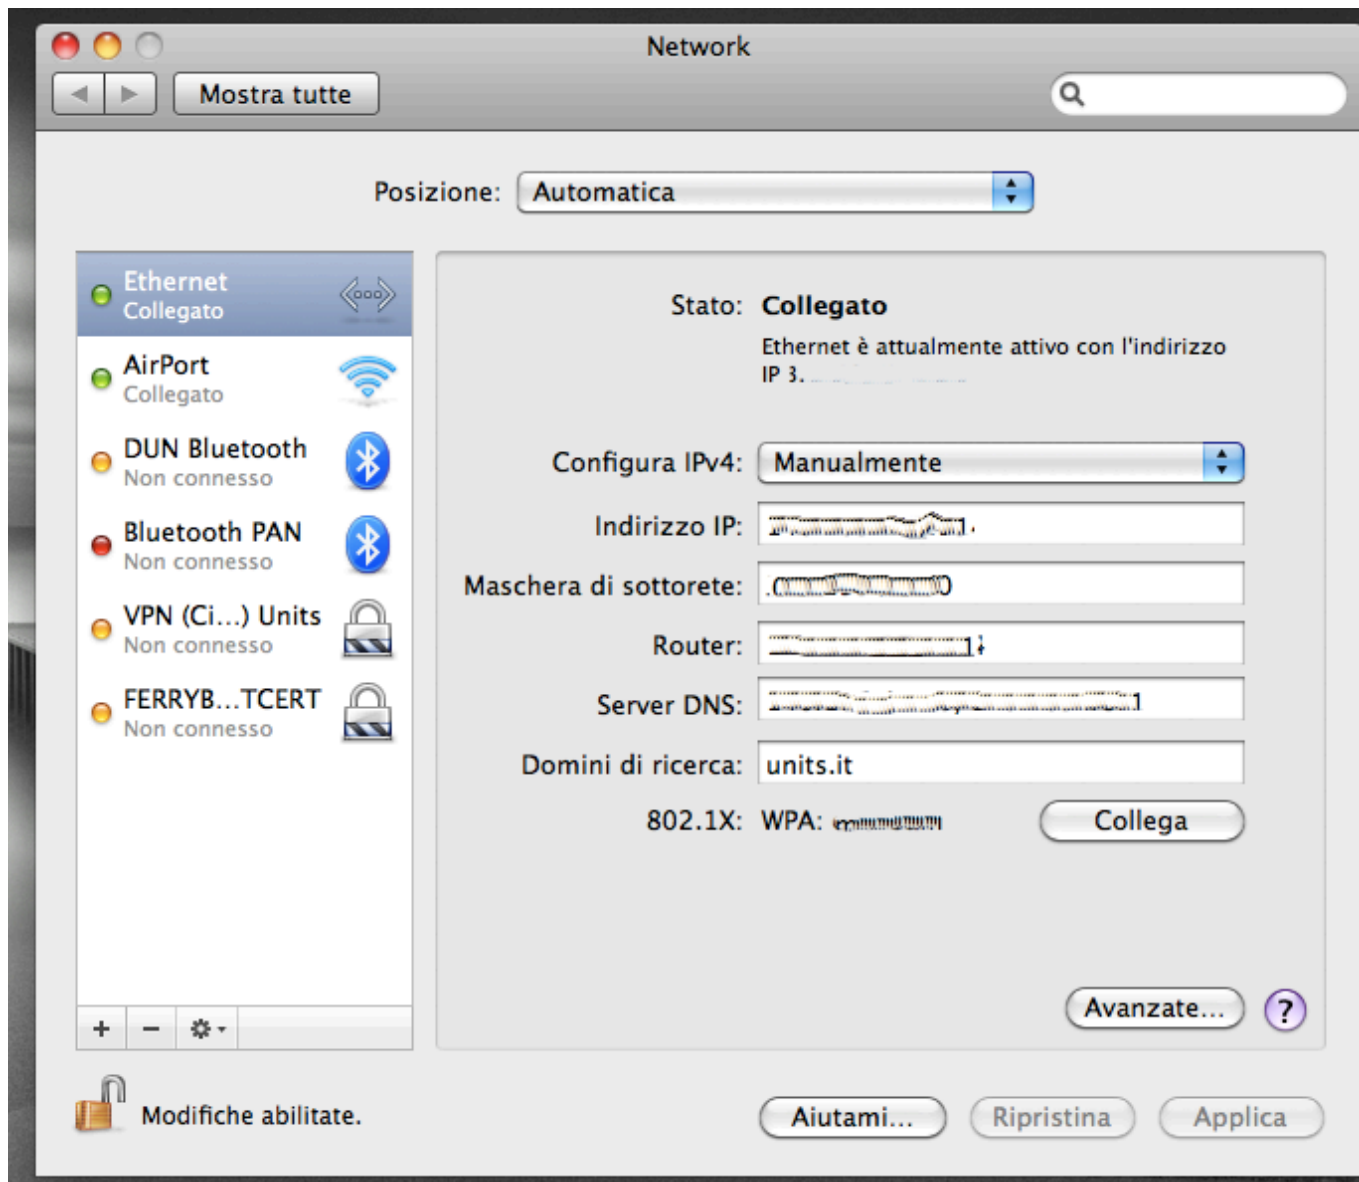 Network
Mostra tutte
Posizione: Automatica
Ethernet
Collegato
AirPort
Collegato
DUN Bluetooth
Non connesso
Bluetooth PAN
Non connesso
VPN (Ci...) Units
Non connesso
FERRYB...TCERT
Non connesso
Stato: Collegato
Ethernet è attualmente attivo con l'indirizzo
IP
Configura IPv4: Manualmente
Indirizzo IP:
Maschera di sottorete:
Router:
Server DNS:
Domini di ricerca: units.it
802.1X: WPA:
Collega
Avanzate...
?
Modifiche abilitate.
Aiutami...
Ripristina
Applica